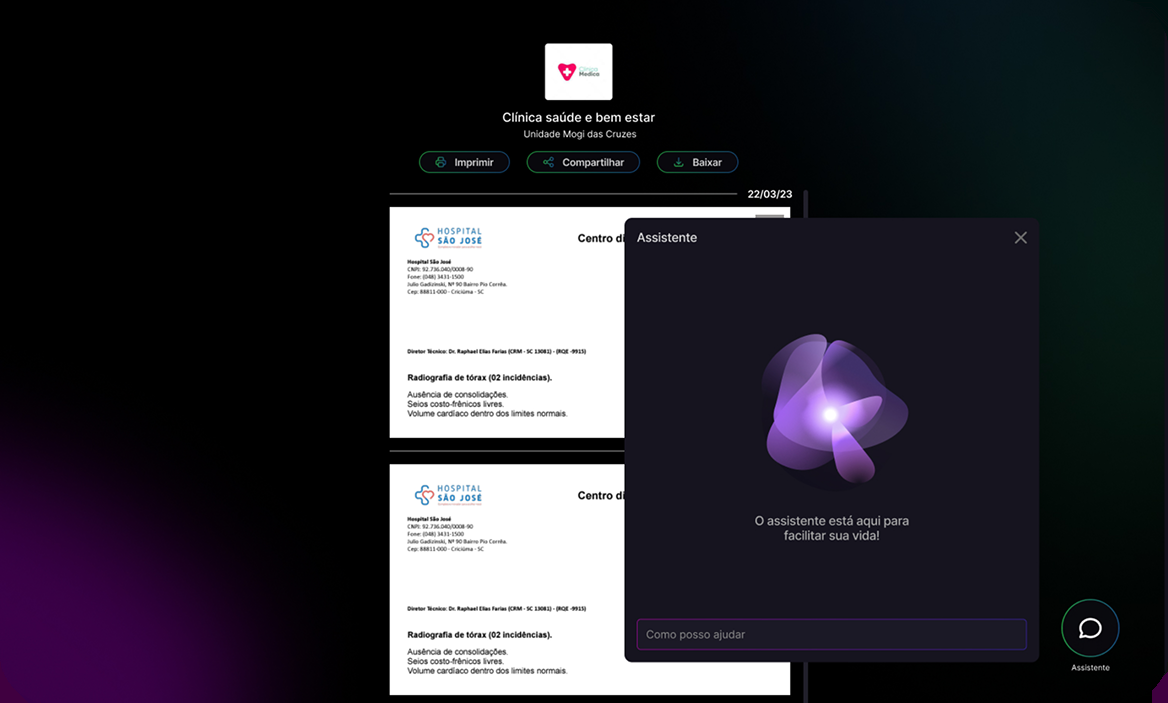 Clínica
Medica
Clínica saúde e bem estar
Unidade Mogi das Cruzes
Imprimir
Compartilhar
Baixar
22/03/23
HOSPITAL
SÃO JOSÉ
Centro di
Hospital São José
CNPJ: 92.736.040/0008-90
Fone: (048) 3431-1500
Julio Gadizinski, Nº 90 Bairro Pio Corrêa.
Cep: 88811-000 - Criciúma - SC
Diretor Técnico: Dr. Raphael Elias Farias (CRM - SC 13081) - (RQE -9915)
Radiografia de tórax (02 incidências).
Ausência de consolidações.
Seios costo-frênicos livres.
Volume cardíaco dentro dos limites normais.
HOSPITAL
SÃO JOSÉ
Centro di
Hospital São José
CNPJ: 92.736.040/0008-90
Fone: (048) 3431-1500
Julio Gadizinski, Nº 90 Bairro Pio Corrêa.
Cep: 88811-000 - Criciúma - SC
Diretor Técnico: Dr. Raphael Elias Farias (CRM - SC 13081) - (RQE -9915)
Radiografia de tórax (02 incidências).
Ausência de consolidações.
Seios costo-frênicos livres.
Volume cardíaco dentro dos limites normais.
Assistente
O assistente está aqui para
facilitar sua vida!
Como posso ajudar
Assistente